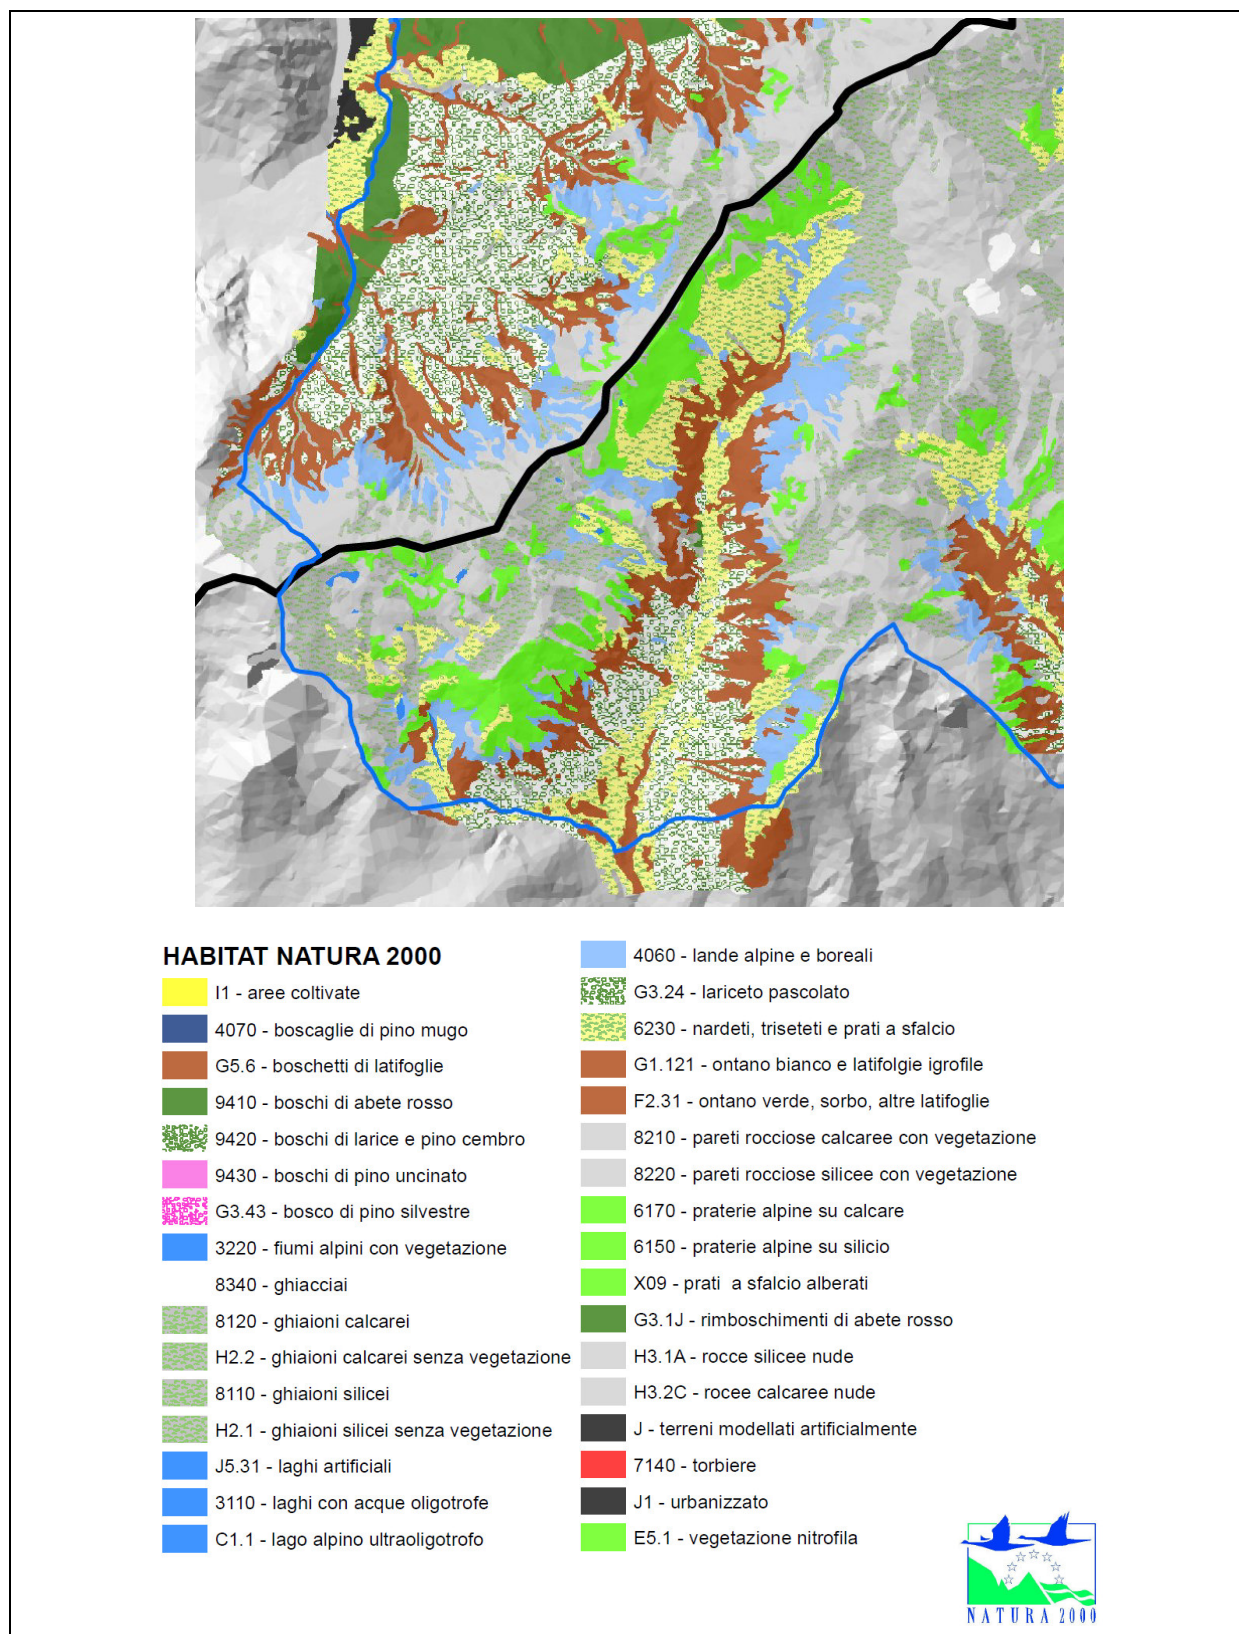 HABITAT NATURA 2000
I1 - aree coltivate
4070 - boscaglie di pino mugo
G5.6 - boschetti di latifoglie
9410 - boschi di abete rosso
9420 - boschi di larice e pino cembro
9430 - boschi di pino uncinato
G3.43 - bosco di pino silvestre
3220 - fiumi alpini con vegetazione
8340 - ghiacciai
8120 - ghiaioni calcarei
H2.2 - ghiaioni calcarei senza vegetazione
8110 - ghiaioni silicei
H2.1 - ghiaioni silicei senza vegetazione
J5.31 - laghi artificiali
3110 - laghi con acque oligotrofe
C1.1 - lago alpino ultraoligotrofo
4060 - lande alpine e boreali
G3.24 - lariceto pascolato
6230 - nardeti, triseteti e prati a sfalcio
G1.121 - ontano bianco e latifolgie igrofile
F2.31 - ontano verde, sorbo, altre latifoglie
8210 - pareti rocciose calcaree con vegetazione
8220 - pareti rocciose silicee con vegetazione
6170 - praterie alpine su calcare
6150 - praterie alpine su silicio
X09 - prati  a sfalcio alberati
G3.1J - rimboschimenti di abete rosso
H3.1A - rocce silicee nude
H3.2C - rocee calcaree nude
J - terreni modellati artificialmente
7140 - torbiere
J1 - urbanizzato
E5.1 - vegetazione nitrofila
NATURA 2000